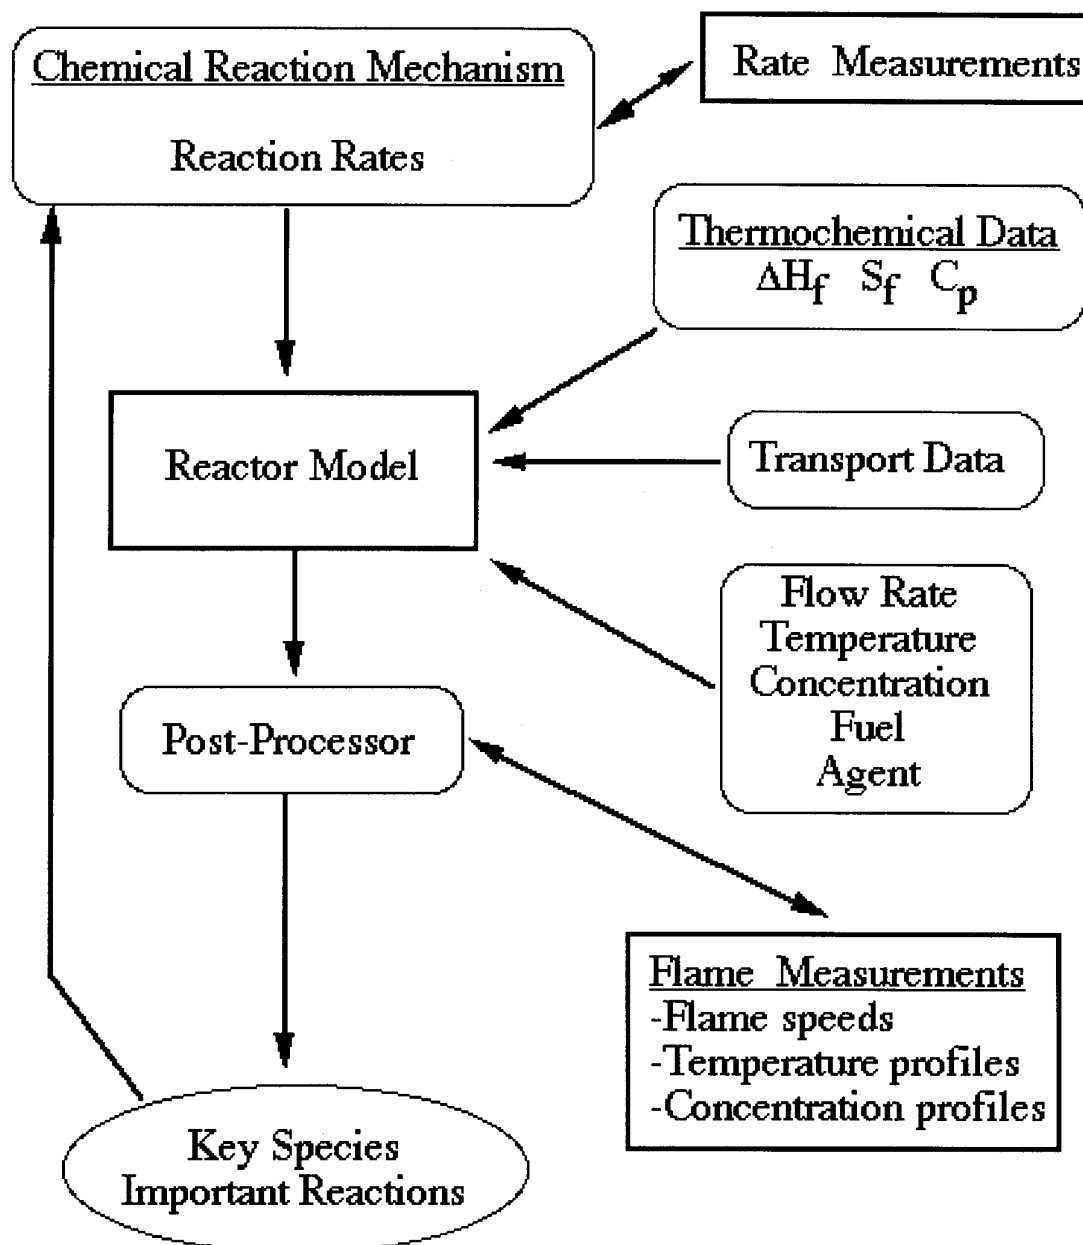 Chemical Reaction Mechanism
Reaction Rates
Rate Measurements
Thermochemical Data
ΔHf Sf Cp
Reactor Model
Transport Data
Flow Rate
Temperature
Concentration
Fuel
Agent
Post-Processor
Flame Measurements
-Flame speeds
-Temperature profiles
-Concentration profiles
Key Species
Important Reactions